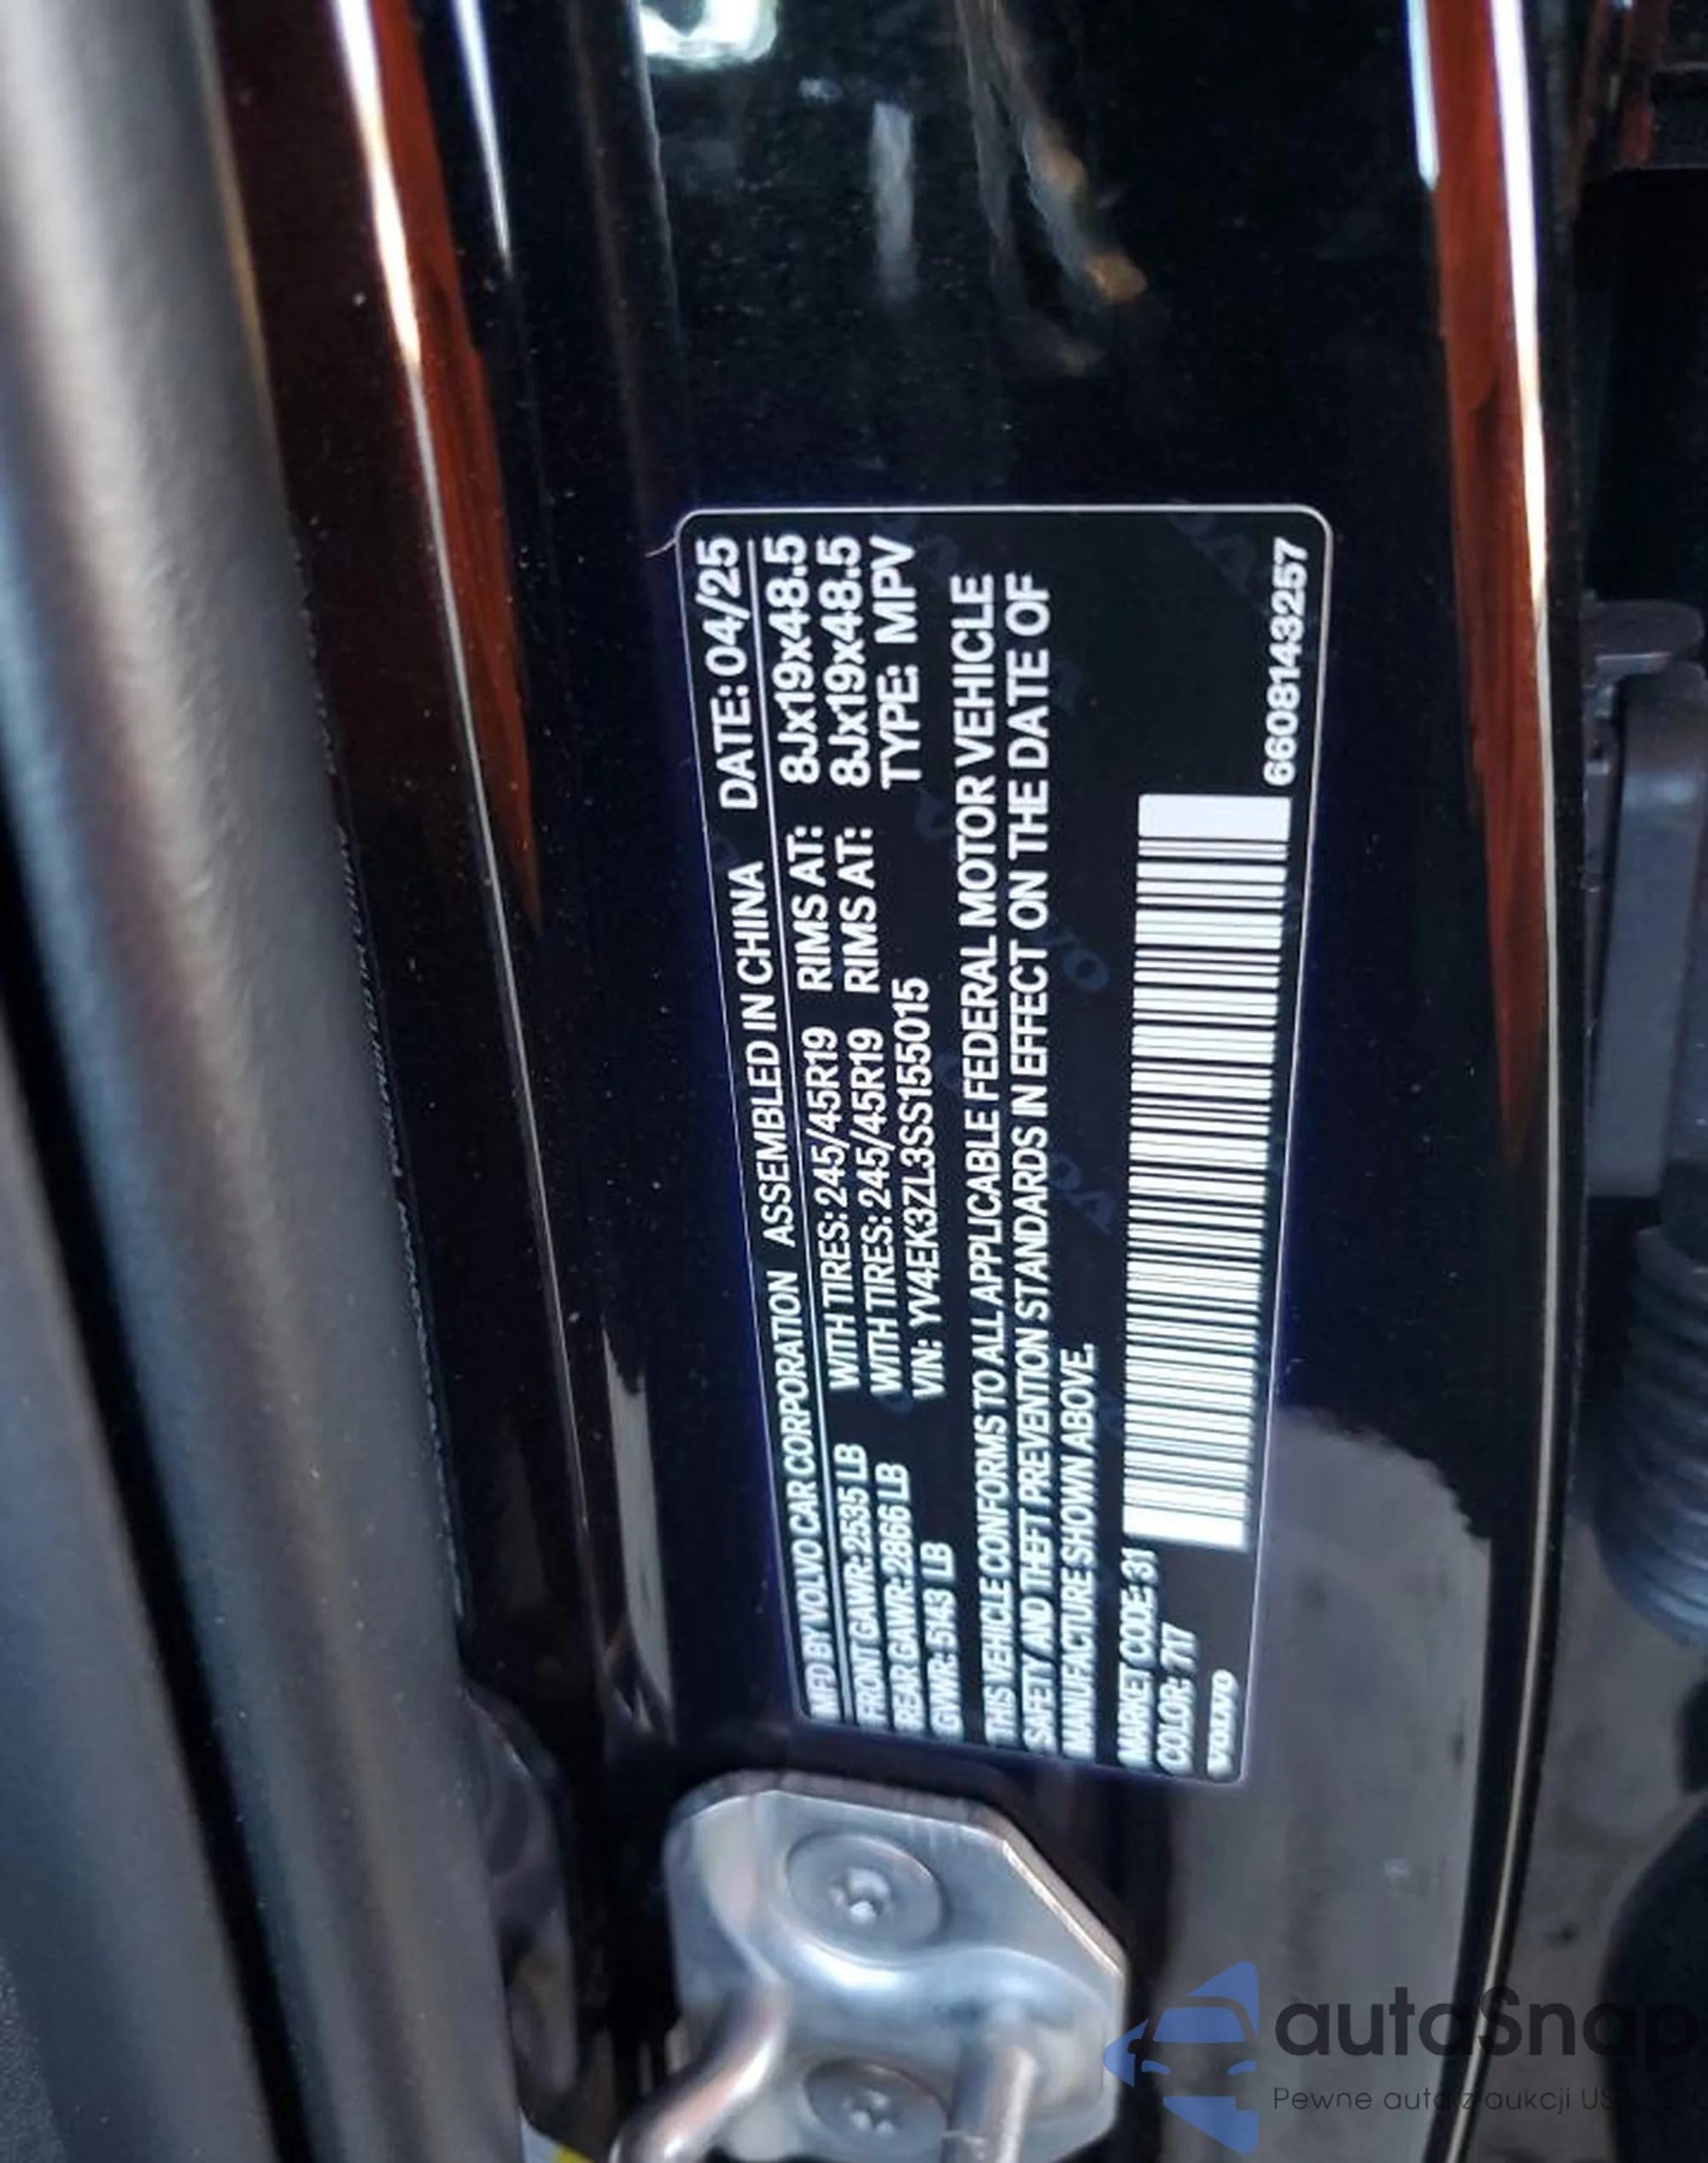 MFD BY VOLVO CAR CORPORATION ASSEMBLED IN CHINA DATE: 04/25
FRONT GAWR: 2535 LB WITH TIRES: 245/45R19 RIMS AT: 8Jx19x48.5
REAR GAWR: 2866 LB WITH TIRES: 245/45R19 RIMS AT: 8Jx19x48.5
GVWR: 5143 LB VIN: YV4EK3ZL3SS155015 TYPE: MPV
THIS VEHICLE CONFORMS TO ALL APPLICABLE FEDERAL MOTOR VEHICLE
SAFETY AND THEFT PREVENTION STANDARDS IN EFFECT ON THE DATE OF
MANUFACTURE SHOWN ABOVE.
MARKET CODE: 31
COLOR: 717
VOLVO
6608143257
autoSnap
Pewne auta z aukcji US